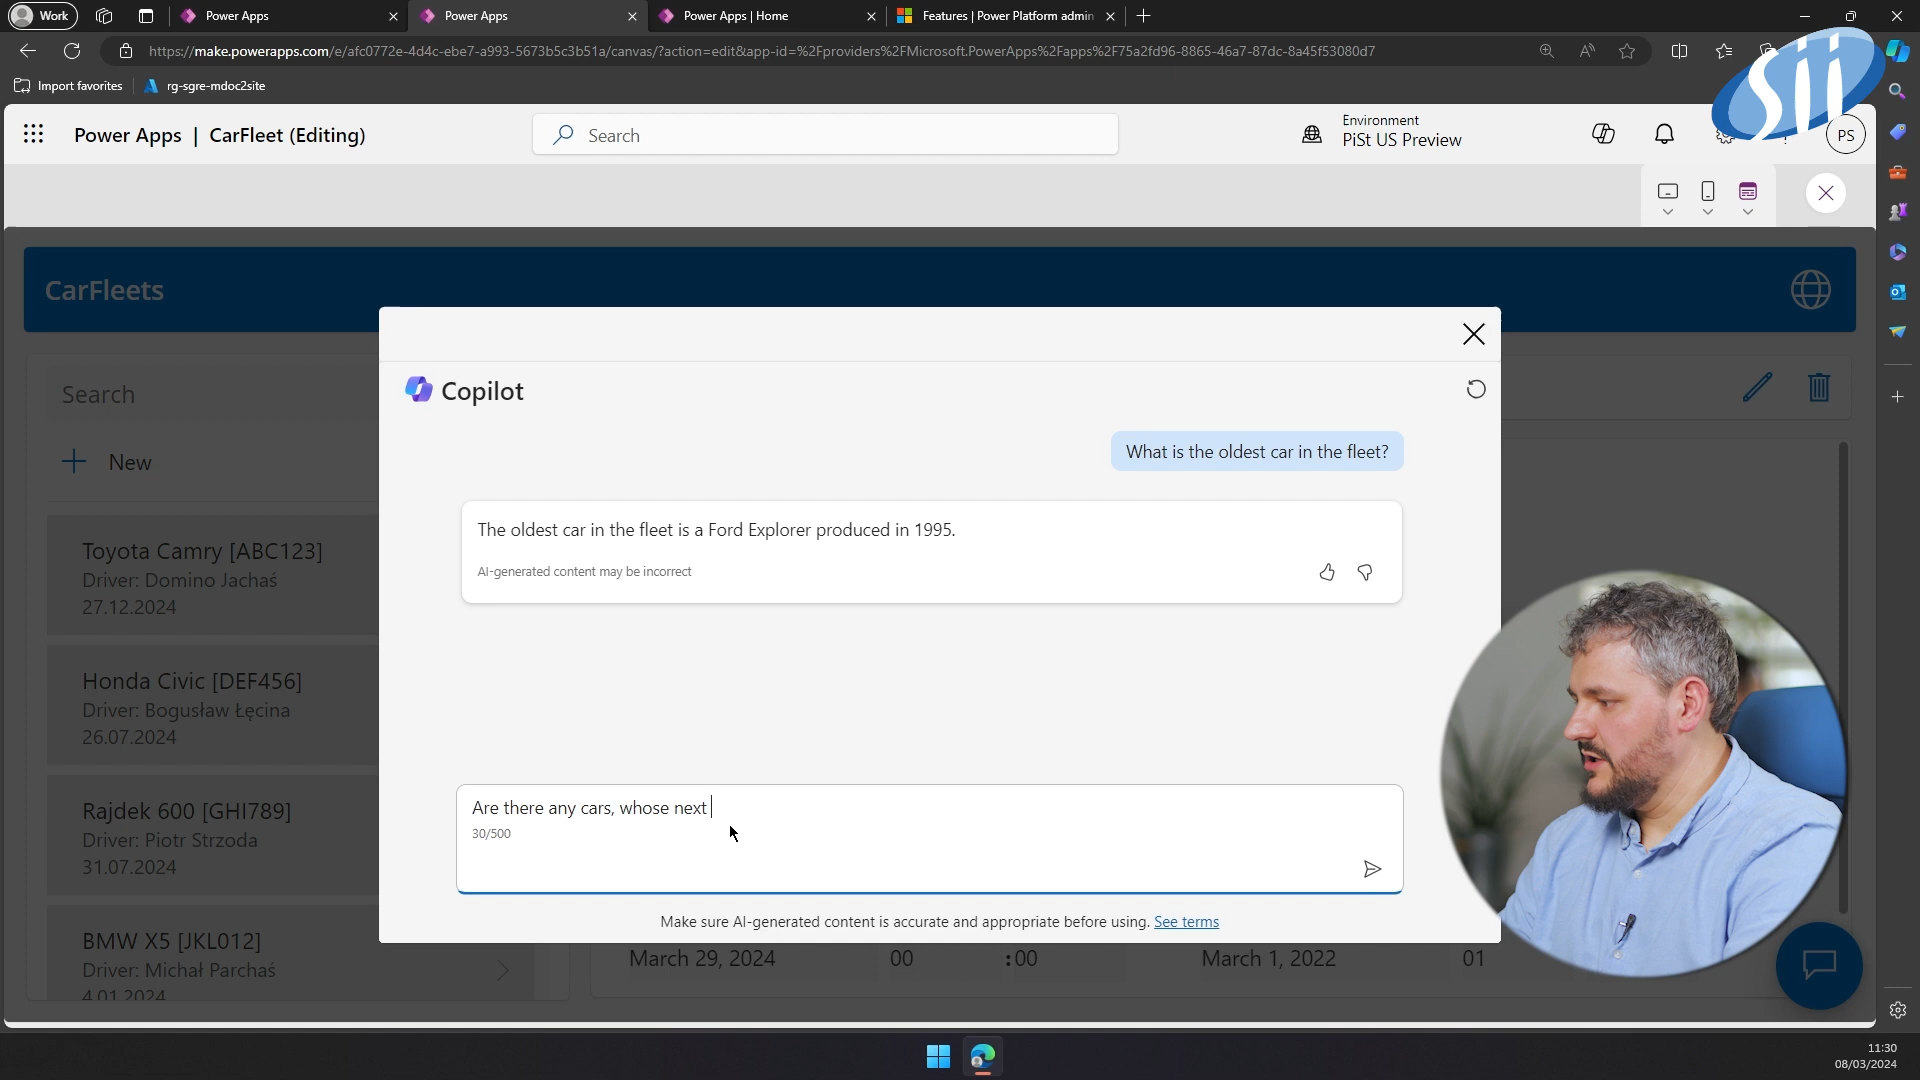 Work
Power Apps
Power Apps
Power Apps | Home
Features | Power Platform admin
https://make.powerapps.com/e/afc0772e-4d4c-ebe7-a993-5673b5c3b51a/canvas/?action=edit&app-id=%2Fproviders%2FMicrosoft.PowerApps%2Fapps%2F75a2fd96-8865-46a7-87dc-8a45f53080d7
Import favorites
rg-sgre-mdoc2site
sii
Power Apps | CarFleet (Editing)
Search
Environment
PiSt US Preview
PS
CarFleets
Search
New
Toyota Camry [ABC123]
Driver: Domino Jachaś
27.12.2024
Honda Civic [DEF456]
Driver: Bogusław Łęcina
26.07.2024
Rajdek 600 [GHI789]
Driver: Piotr Strzoda
31.07.2024
BMW X5 [JKL012]
Driver: Michał Parchaś
4.01.2024
Copilot
What is the oldest car in the fleet?
The oldest car in the fleet is a Ford Explorer produced in 1995.
AI-generated content may be incorrect
Are there any cars, whose next
30/500
Make sure AI-generated content is accurate and appropriate before using. See terms
March 29, 2024
00
:00
March 1, 2022
01
11:30
08/03/2024